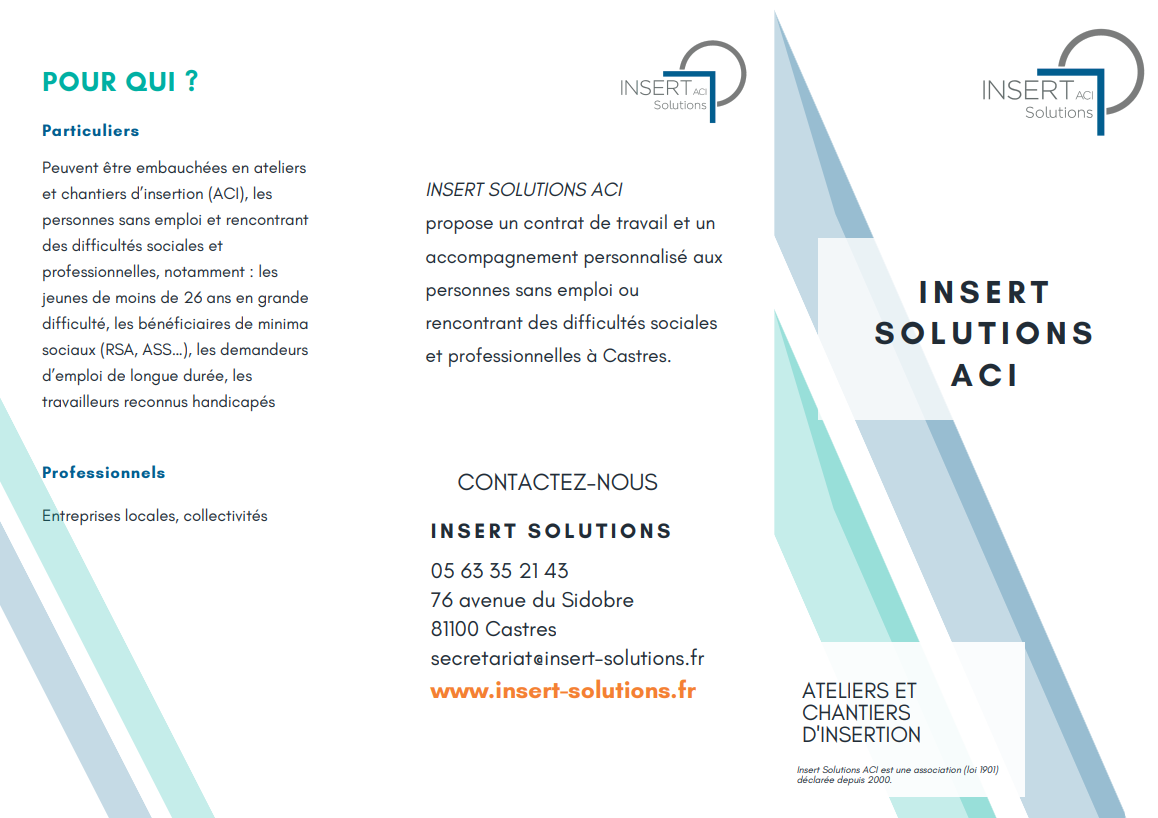 POUR QUI ?
Particuliers
Peuvent être embauchées en ateliers
et chantiers d’insertion (ACI), les
personnes sans emploi et rencontrant
des difficultés sociales et
professionnelles, notamment : les
jeunes de moins de 26 ans en grande
difficulté, les bénéficiaires de minima
sociaux (RSA, ASS…), les demandeurs
d’emploi de longue durée, les
travailleurs reconnus handicapés
Professionnels
Entreprises locales, collectivités
INSERT ACI
Solutions
INSERT SOLUTIONS ACI
propose un contrat de travail et un
accompagnement personnalisé aux
personnes sans emploi ou
rencontrant des difficultés sociales
et professionnelles à Castres.
CONTACTEZ-NOUS
INSERT SOLUTIONS
05 63 35 21 43
76 avenue du Sidobre
81100 Castres
secretariat@insert-solutions.fr
www.insert-solutions.fr
INSERT ACI
Solutions
INSERT
SOLUTIONS
ACI
ATELIERS ET
CHANTIERS
D'INSERTION
Insert Solutions ACI est une association (loi 1901)
déclarée depuis 2000.